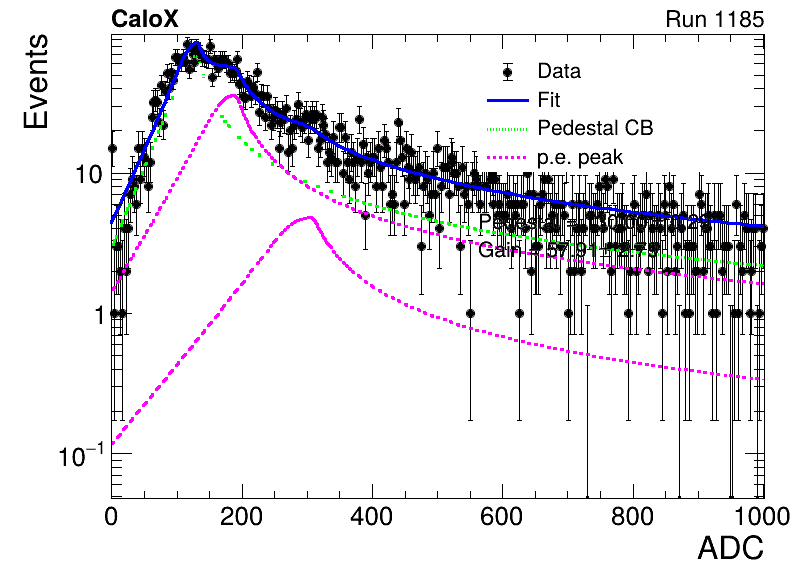 CaloX Run 1185
Events
Data
Fit
Pedestal CB
p.e. peak
10
1
10−1
0 200 400 600 800 1000
ADC
Gain